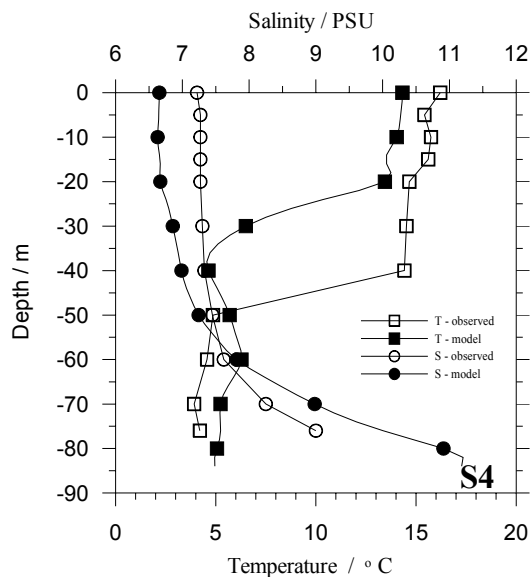 Salinity / PSU
6 7 8 9 10 11 12
0
-10
-20
-30
-40
-50
-60
-70
-80
-90
Depth / m
T - observed
T - model
S - observed
S - model
S4
0 5 10 15 20
Temperature / ° C